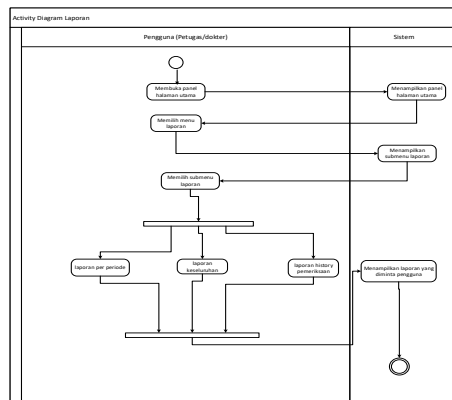 Activity Diagram Laporan
Pengguna (Petugas/dokter)
Sistem
Membuka panel
halaman utama
Menampilkan panel
halaman utama
Memilih menu
laporan
Menampilkan
submenu laporan
Memilih submenu
laporan
laporan per periode
laporan
keseluruhan
laporan history
pemeriksaan
Menampilkan laporan yang
diminta pengguna